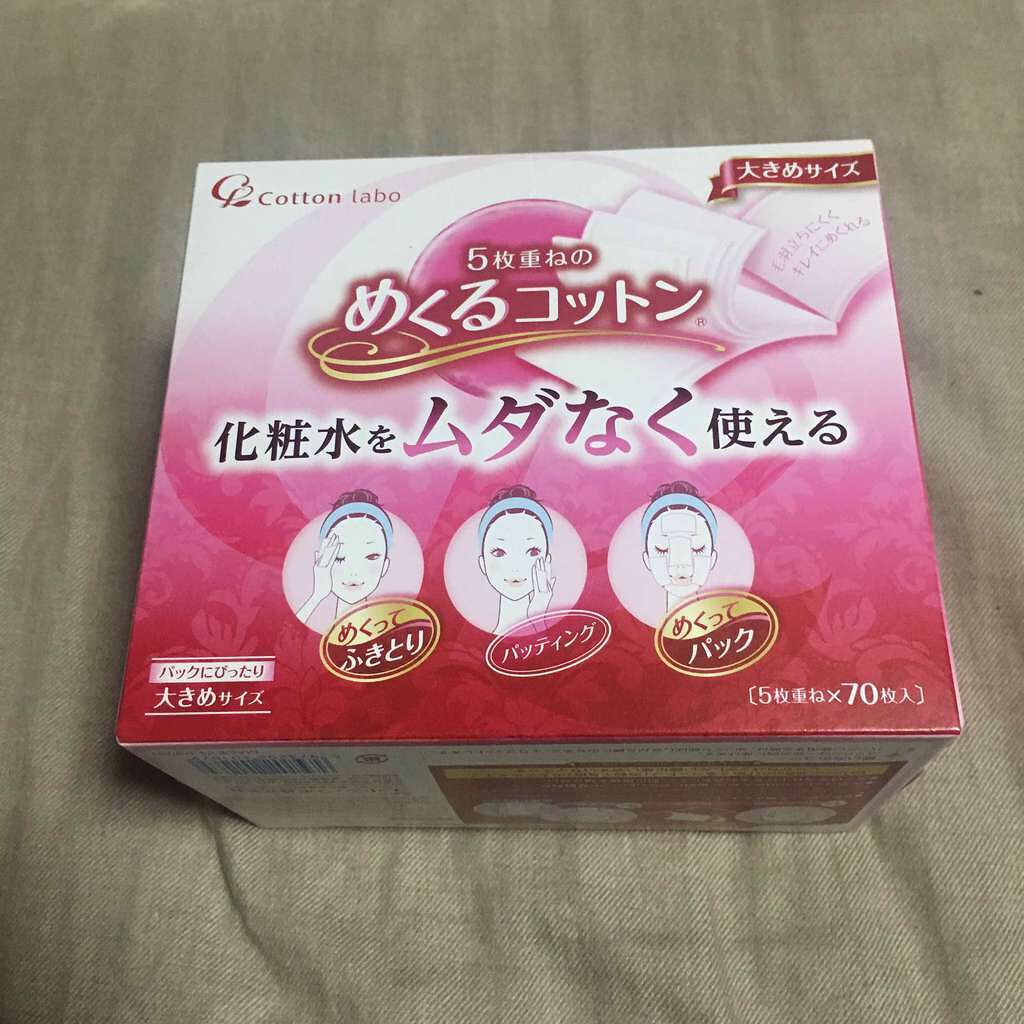 Cotton labo
大きめサイズ
毛羽立ちにくく
キレイにめくれる
5枚重ねの
めくるコットン®
化粧水をムダなく使える
めくって
ふきとり
パッティング
めくって
パック
パックにぴったり
大きめサイズ
〔5枚重ね×70枚入〕